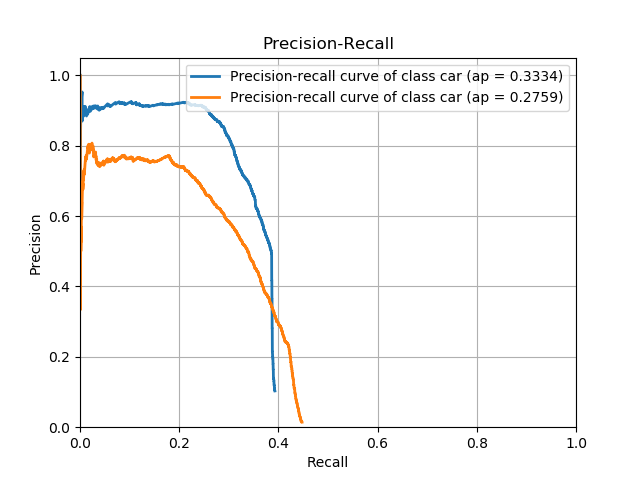 Precision-Recall
Precision-recall curve of class car (ap = 0.3334)
Precision-recall curve of class car (ap = 0.2759)
Precision
1.0
0.8
0.6
0.4
0.2
0.0
0.0 0.2 0.4 0.6 0.8 1.0
Recall